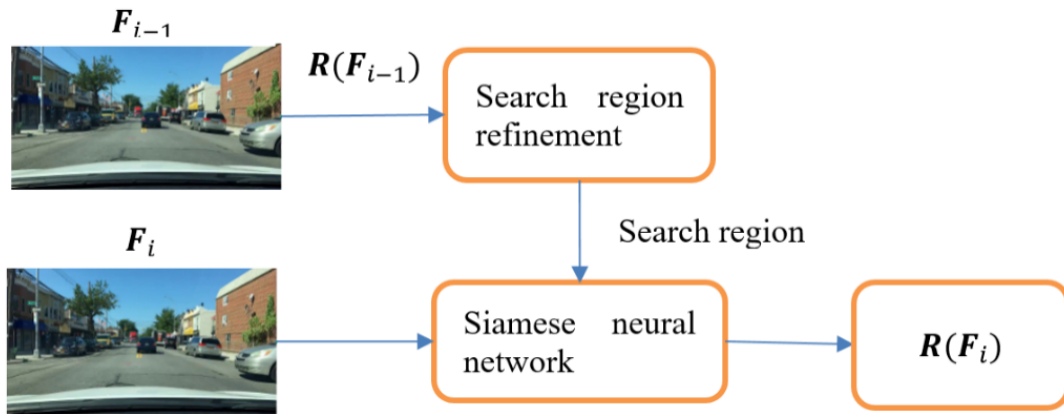 F_{i-1}
R(F_{i-1})
Search region
refinement
Search region
F_i
Siamese neural
network
R(F_i)